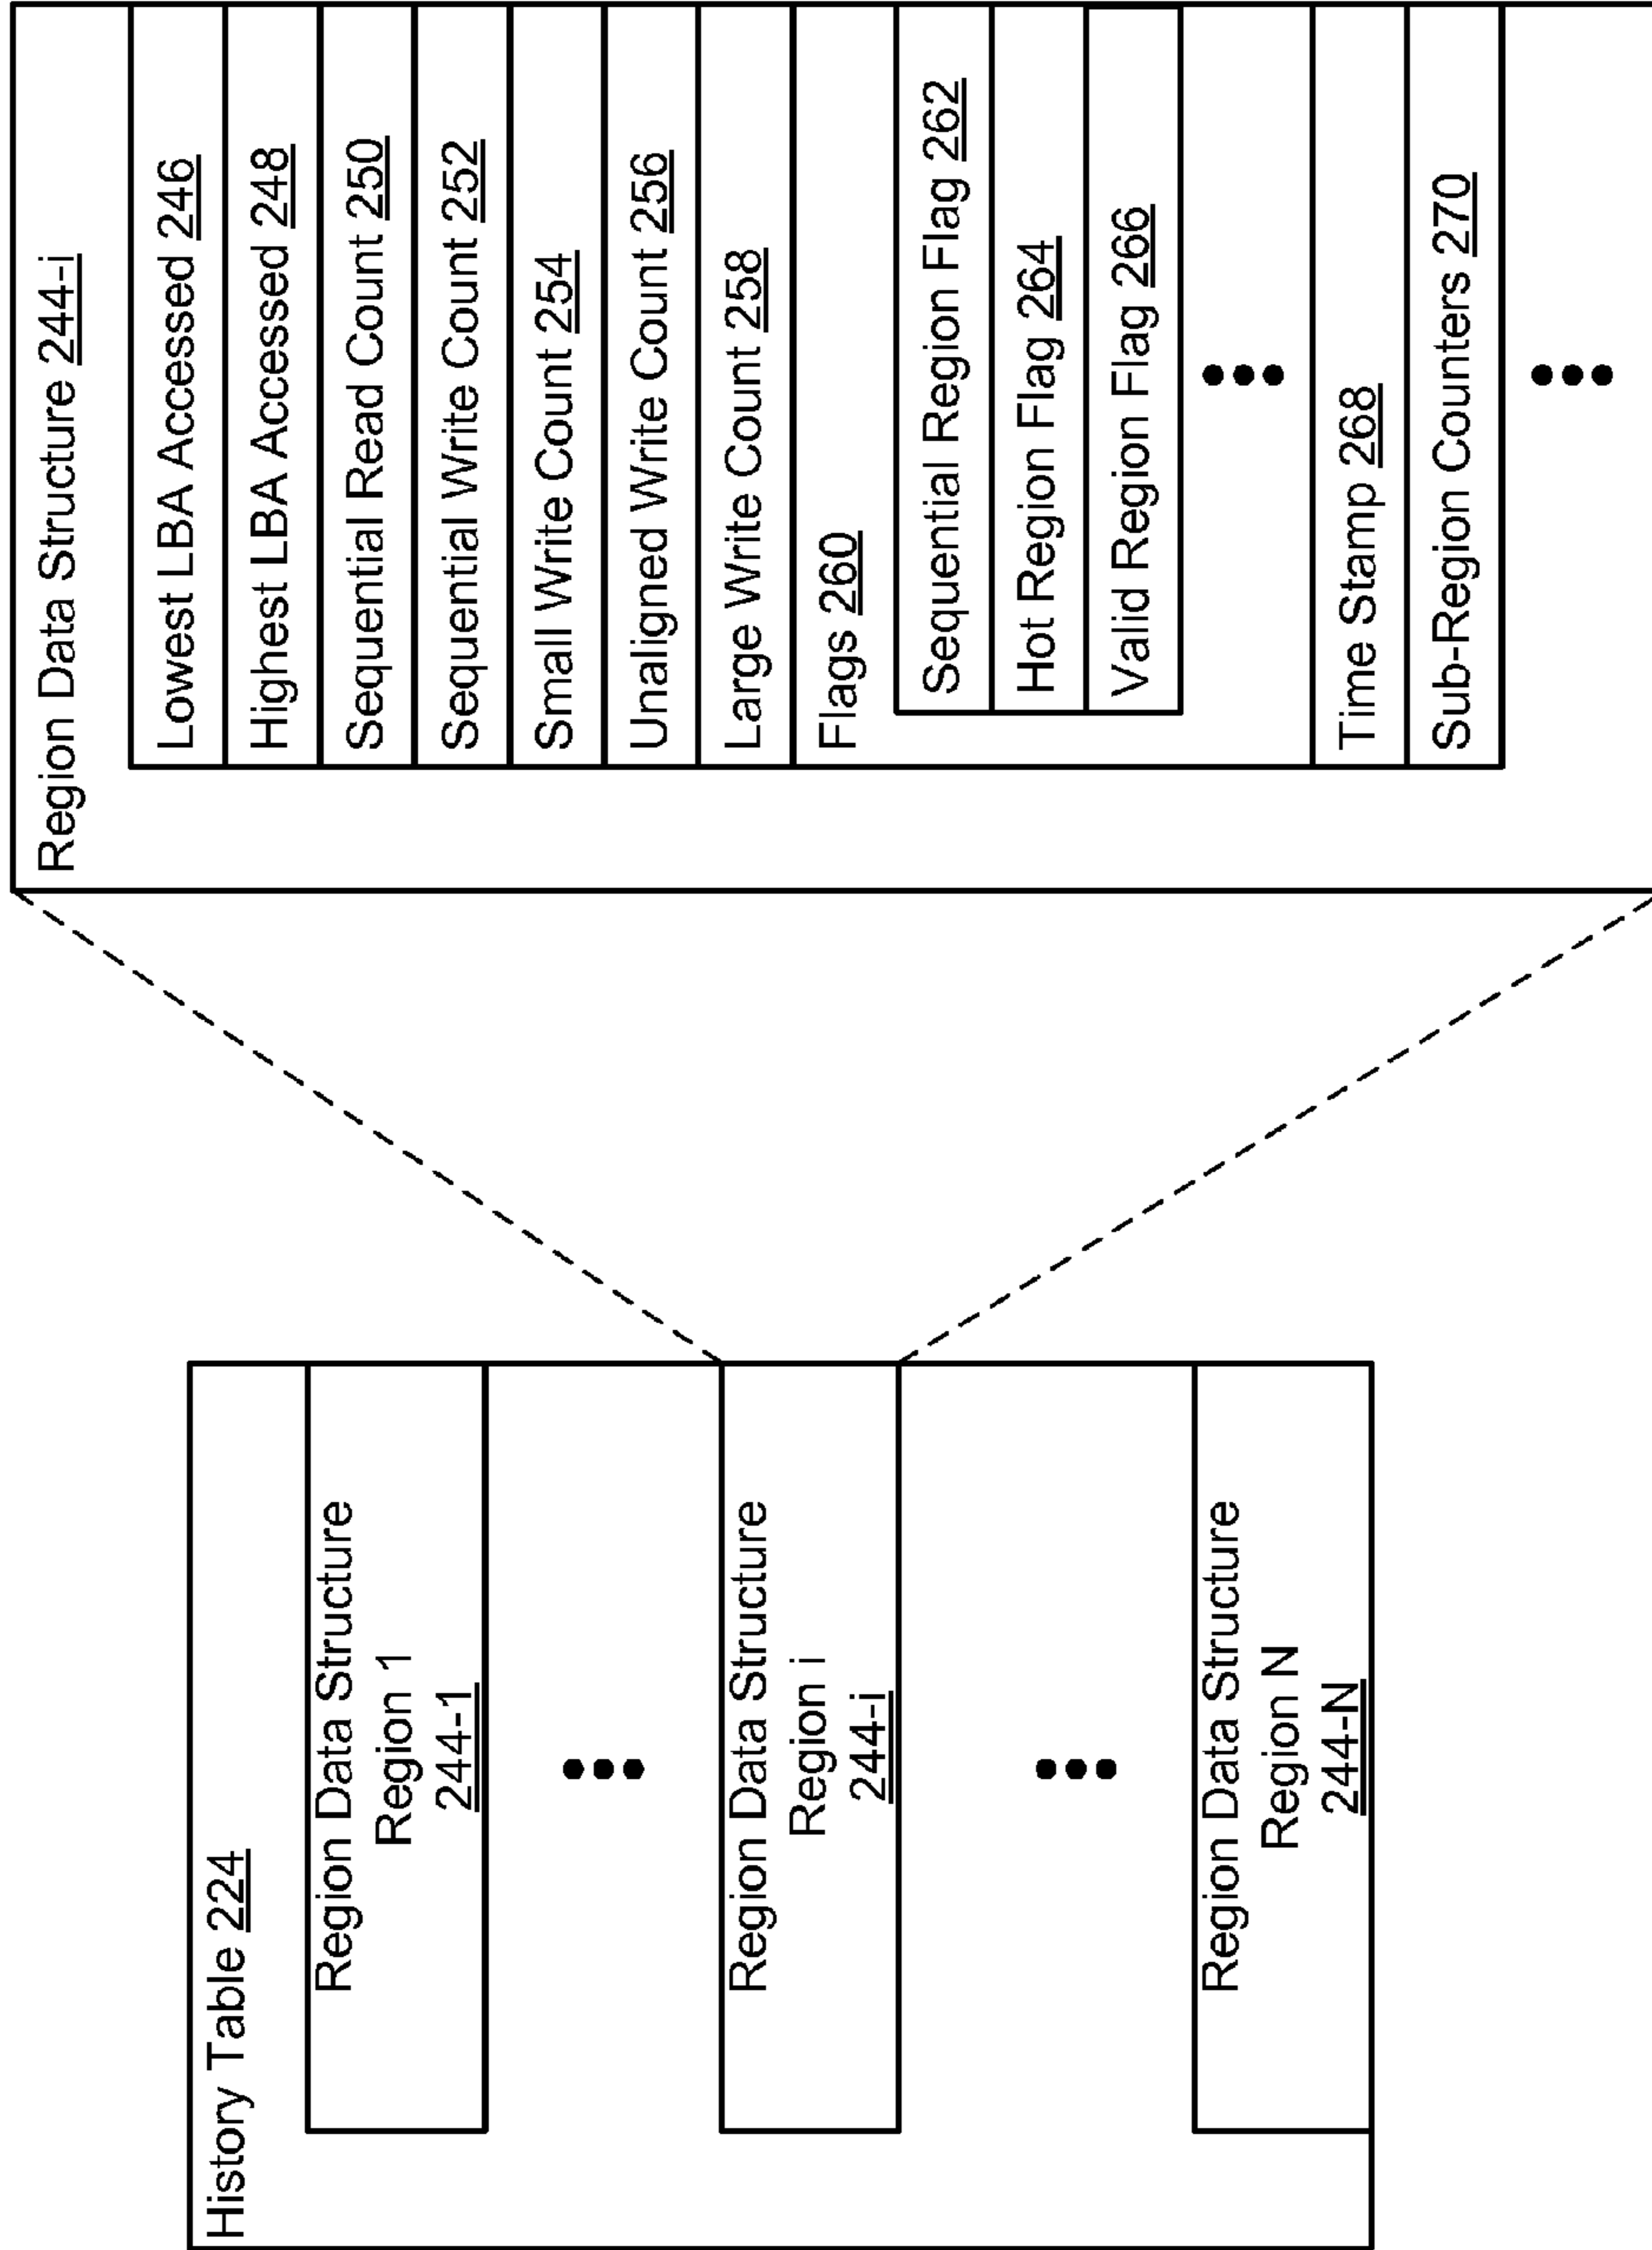 History Table 224
Region Data Structure
Region 1
244-1
Region Data Structure
Region i
244-i
Region Data Structure
Region N
244-N
Region Data Structure 244-i
Lowest LBA Accessed 246
Highest LBA Accessed 248
Sequential Read Count 250
Sequential Write Count 252
Small Write Count 254
Unaligned Write Count 256
Large Write Count 258
Flags 260
Sequential Region Flag 262
Hot Region Flag 264
Valid Region Flag 266
Time Stamp 268
Sub-Region Counters 270